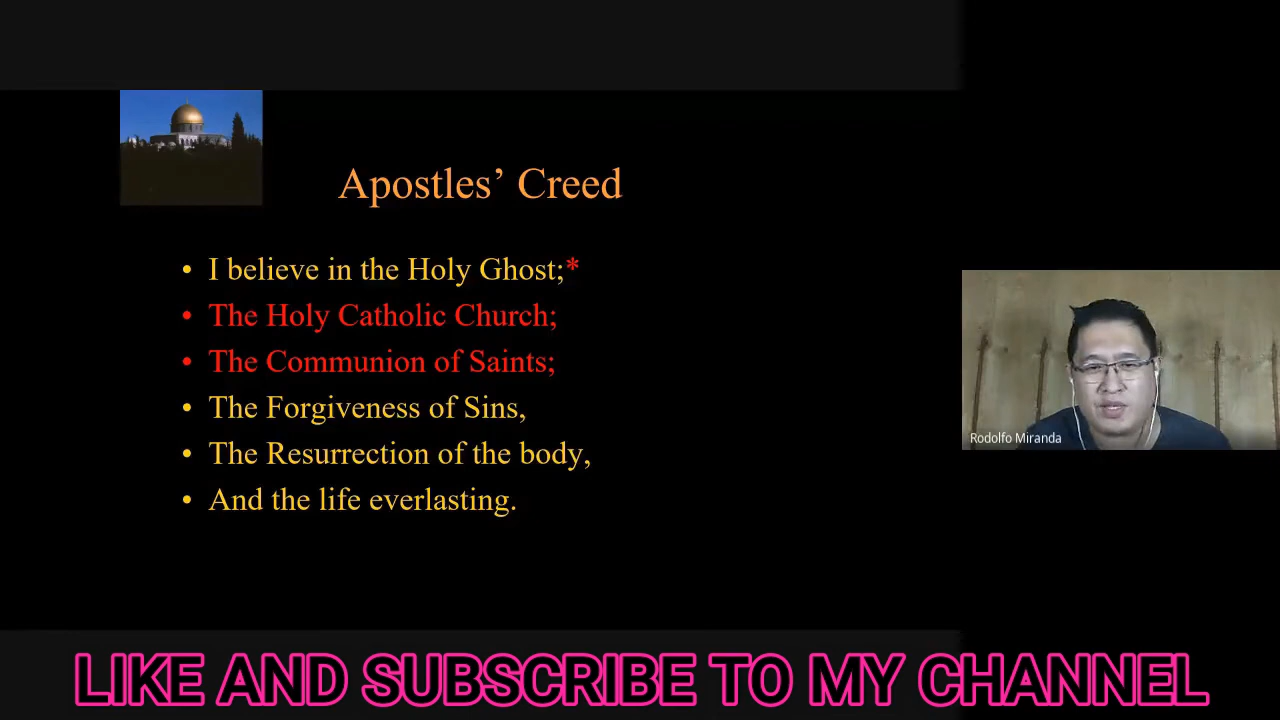 Apostles’ Creed
• I believe in the Holy Ghost;*
• The Holy Catholic Church;
• The Communion of Saints;
• The Forgiveness of Sins,
• The Resurrection of the body,
• And the life everlasting.
Rodolfo Miranda
LIKE AND SUBSCRIBE TO MY CHANNEL